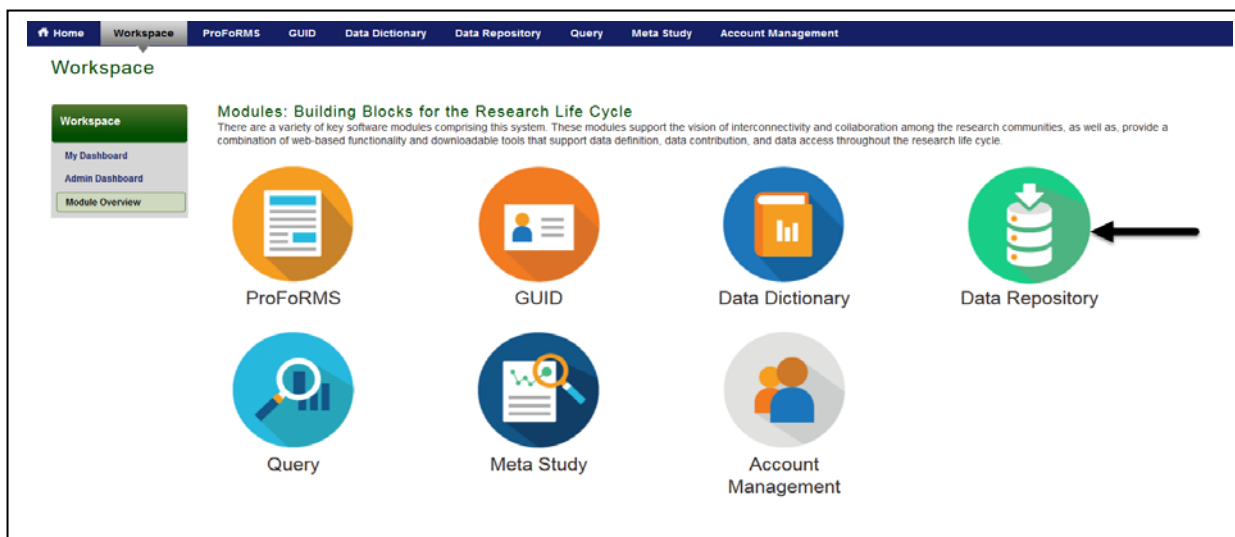 Home Workspace ProFoRMS GUID Data Dictionary Data Repository Query Meta Study Account Management
Workspace
Workspace
My Dashboard
Admin Dashboard
Module Overview
Modules: Building Blocks for the Research Life Cycle
There are a variety of key software modules comprising this system. These modules support the vision of interconnectivity and collaboration among the research communities, as well as, provide a
combination of web-based functionality and downloadable tools that support data definition, data contribution, and data access throughout the research life cycle.
ProFoRMS GUID Data Dictionary Data Repository
Query Meta Study Account
Management